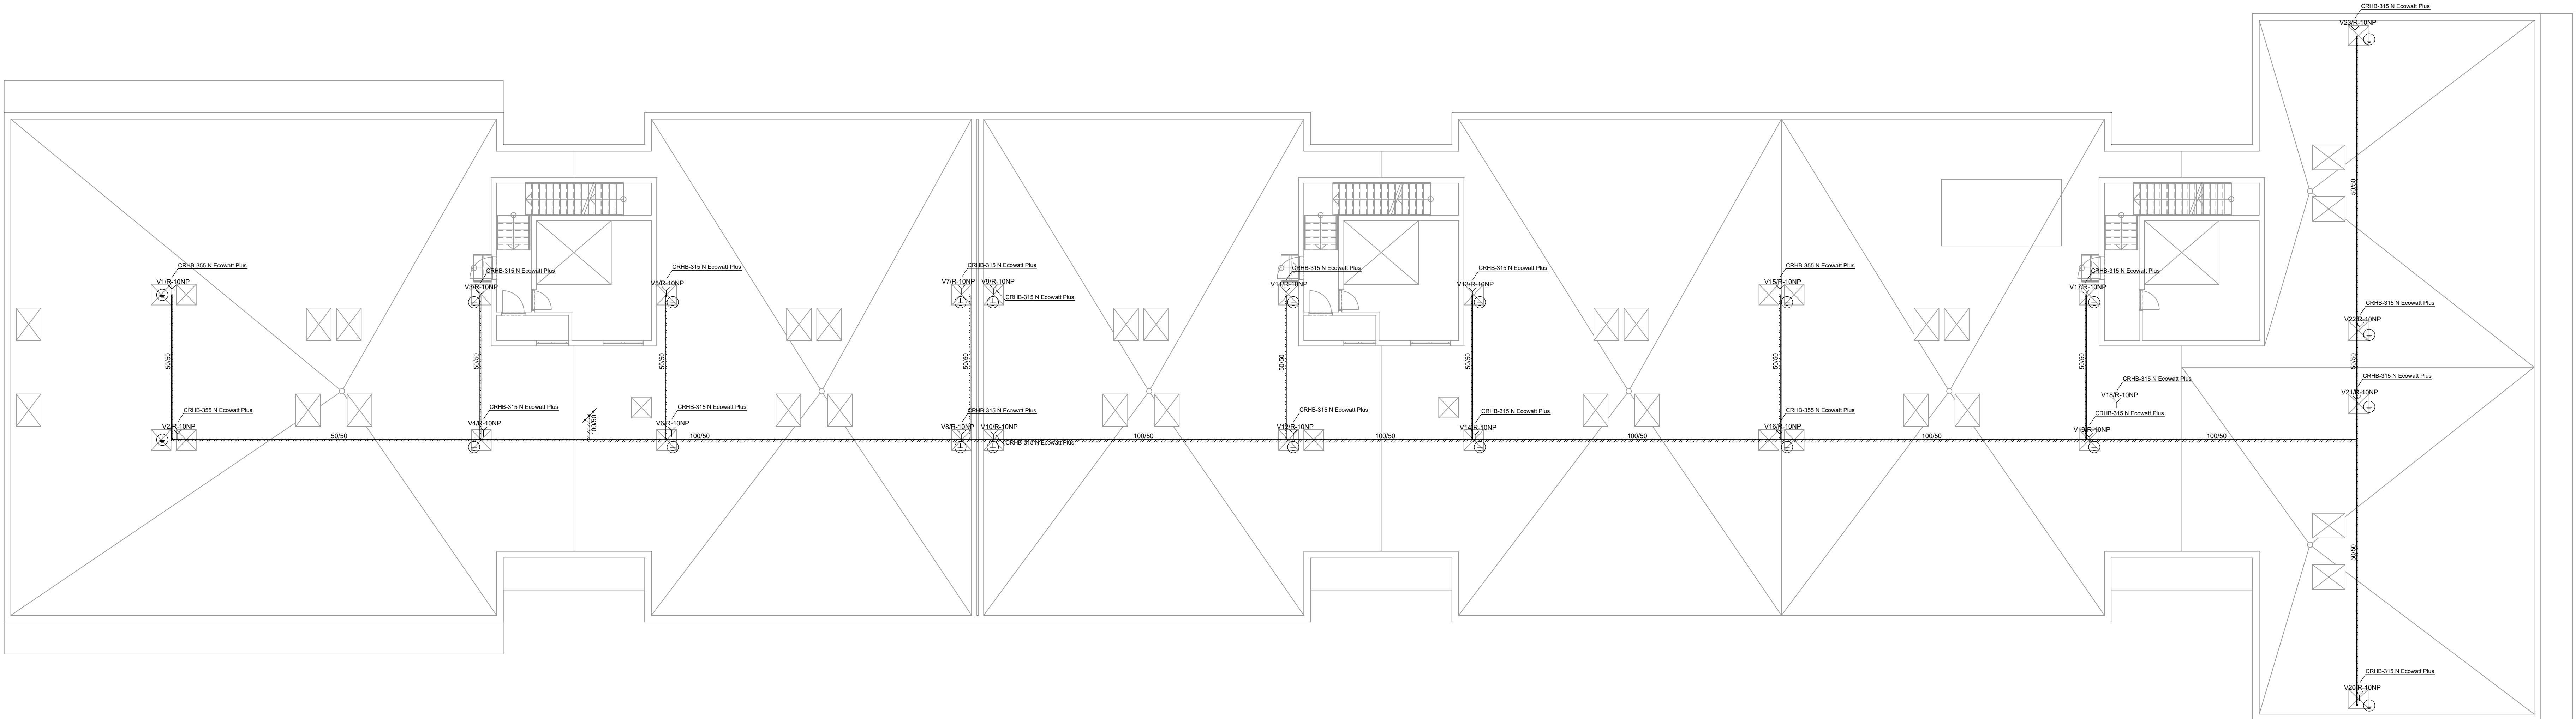 CRHB-315 N Ecowatt Plus
V23/R-10NP
50/50
CRHB-355 N Ecowatt Plus
V1/R-10NP
CRHB-315 N Ecowatt Plus
V3/R-10NP
CRHB-315 N Ecowatt Plus
V5/R-10NP
CRHB-315 N Ecowatt Plus
V7/R-10NP
V9/R-10NP
CRHB-315 N Ecowatt Plus
CRHB-315 N Ecowatt Plus
V11/R-10NP
CRHB-315 N Ecowatt Plus
V13/R-10NP
CRHB-355 N Ecowatt Plus
V15/R-10NP
CRHB-315 N Ecowatt Plus
V17/R-10NP
CRHB-315 N Ecowatt Plus
V22/R-10NP
50/50
50/50
50/50
50/50
50/50
50/50
50/50
50/50
50/50
CRHB-315 N Ecowatt Plus
V18/R-10NP
CRHB-315 N Ecowatt Plus
V21/R-10NP
CRHB-355 N Ecowatt Plus
V2/R-10NP
CRHB-315 N Ecowatt Plus
V4/R-10NP
100/50
CRHB-315 N Ecowatt Plus
V6/R-10NP
CRHB-315 N Ecowatt Plus
V8/R-10NP
V10/R-10NP
CRHB-315 N Ecowatt Plus
CRHB-315 N Ecowatt Plus
V12/R-10NP
CRHB-315 N Ecowatt Plus
V14/R-10NP
CRHB-355 N Ecowatt Plus
V16/R-10NP
CRHB-315 N Ecowatt Plus
V19/R-10NP
50/50
100/50
100/50
100/50
100/50
100/50
100/50
50/50
CRHB-315 N Ecowatt Plus
V20/R-10NP